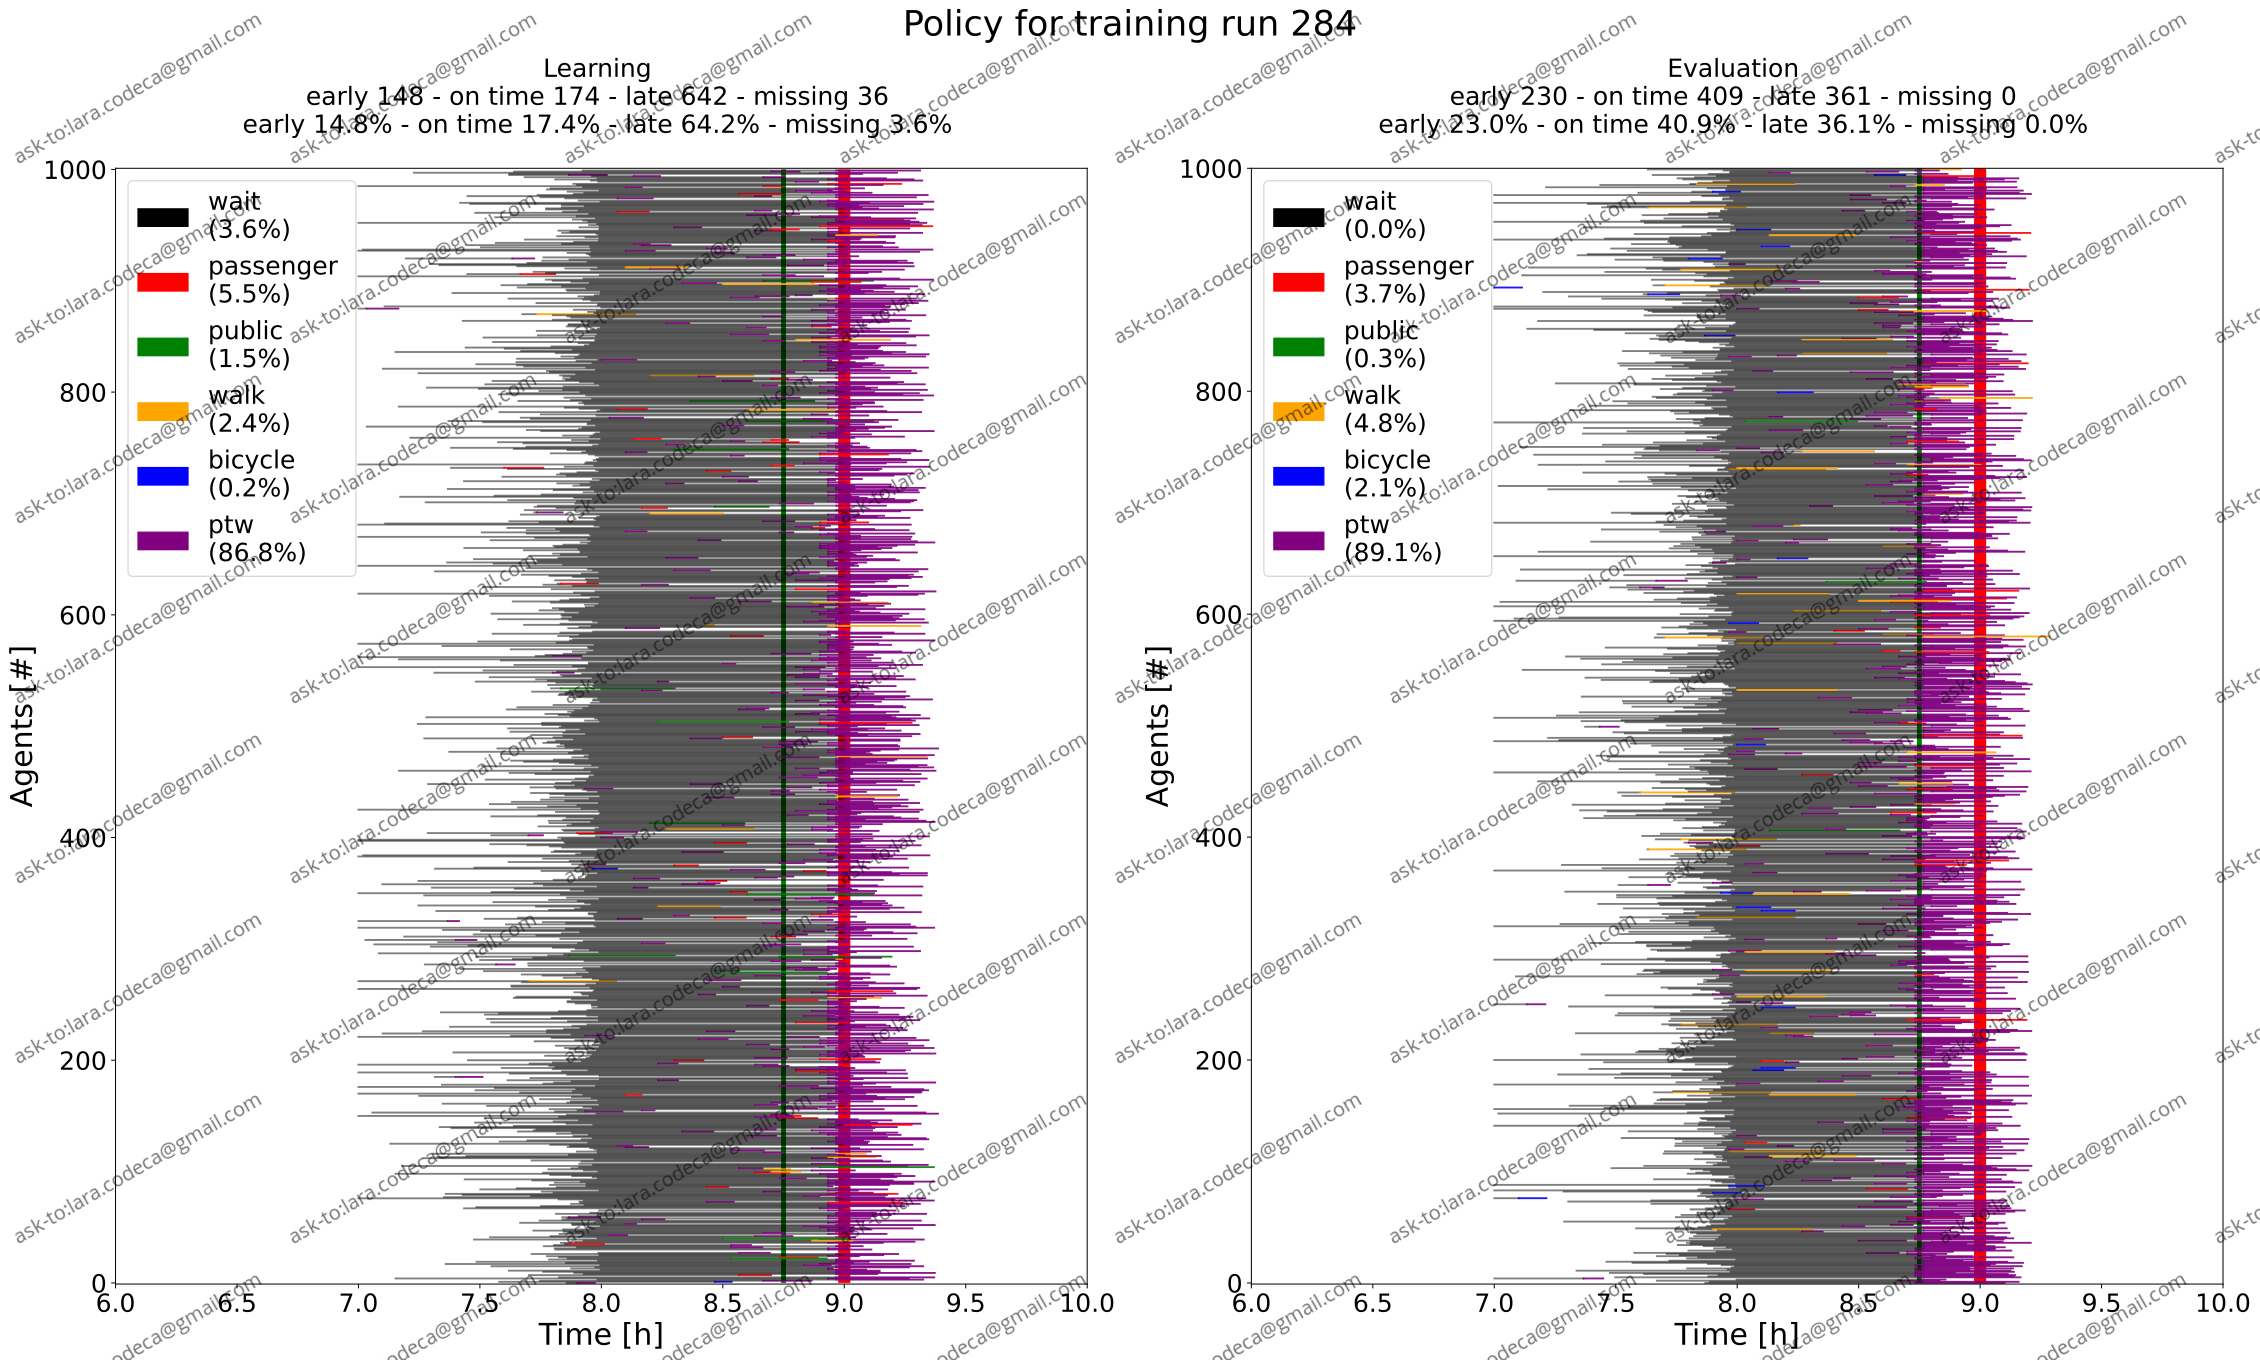 Policy for training run 284
Learning
early 148 - on time 174 - late 642 - missing 36
early 14.8% - on time 17.4% - late 64.2% - missing 3.6%
Agents [#]
1000
800
600
400
200
0
wait
(3.6%)
passenger
(5.5%)
public
(1.5%)
walk
(2.4%)
bicycle
(0.2%)
ptw
(86.8%)
6.0 6.5 7.0 7.5 8.0 8.5 9.0 9.5 10.0
Time [h]
Evaluation
early 230 - on time 409 - late 361 - missing 0
early 23.0% - on time 40.9% - late 36.1% - missing 0.0%
Agents [#]
1000
800
600
400
200
0
wait
(0.0%)
passenger
(3.7%)
public
(0.3%)
walk
(4.8%)
bicycle
(2.1%)
ptw
(89.1%)
6.0 6.5 7.0 7.5 8.0 8.5 9.0 9.5 10.0
Time [h]
ask-to:lara.codeca@gmail.com